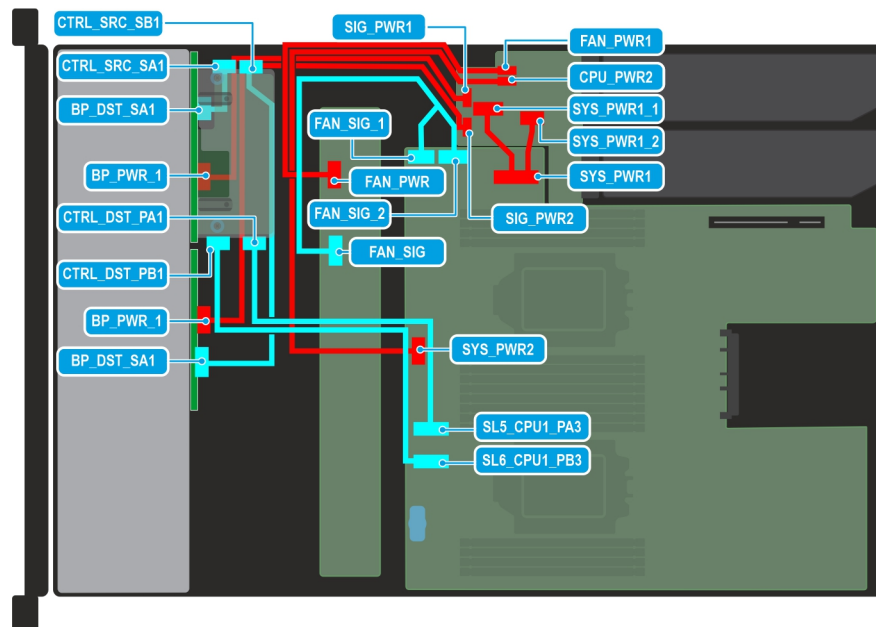 CTRL_SRC_SB1
SIG_PWR1
FAN_PWR1
CTRL_SRC_SA1
CPU_PWR2
BP_DST_SA1
SYS_PWR1_1
FAN_SIG_1
SYS_PWR1_2
BP_PWR_1
FAN_PWR
SYS_PWR1
CTRL_DST_PA1
FAN_SIG_2
SIG_PWR2
FAN_SIG
CTRL_DST_PB1
BP_PWR_1
SYS_PWR2
BP_DST_SA1
SL5_CPU1_PA3
SL6_CPU1_PB3